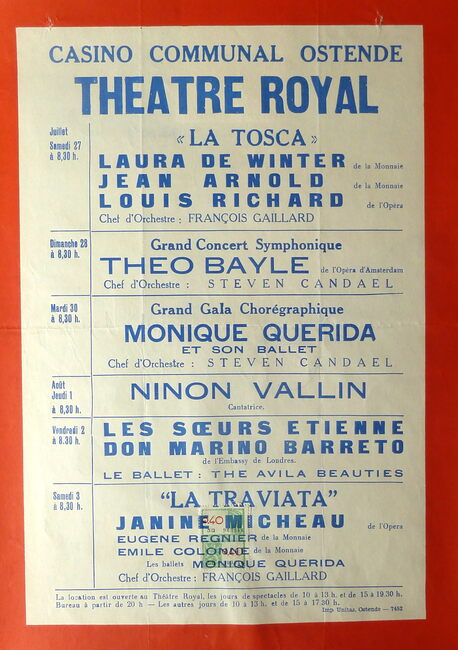 CASINO COMMUNAL OSTENDE
THEATRE ROYAL
Juillet
Samedi 27
à 8,30 h.
«LA TOSCA»
LAURA DE WINTER de la Monnaie
JEAN ARNOLD de la Monnaie
LOUIS RICHARD de l'Opéra
Chef d'Orchestre : FRANÇOIS GAILLARD
Dimanche 28
à 8,30 h.
Grand Concert Symphonique
THEO BAYLE de l'Opéra d'Amsterdam
Chef d'Orchestre : STEVEN CANDAEL
Mardi 30
à 8,30 h.
Grand Gala Chorégraphique
MONIQUE QUERIDA
ET SON BALLET
Chef d'Orchestre : STEVEN CANDAEL
Août
Jeudi 1
à 8,30 h.
NINON VALLIN
Cantatrice.
Vendredi 2
à 8.30 h.
LES SŒURS ETIENNE
DON MARINO BARRETO
de l'Embassy de Londres.
LE BALLET : THE AVILA BEAUTIES
Samedi 3
à 8,30 h.
"LA TRAVIATA"
JANINE MICHEAU de l'Opera
EUGENE REGNIER de la Monnaie
EMILE COLONNE de la Monnaie
Les ballets MONIQUE QUERIDA
Chef d'Orchestre : FRANÇOIS GAILLARD
La location est ouverte au Théâtre Royal, les jours de spectacles de 10 à 13 h. et de 15 à 19.30 h.
Bureau à partir de 20 h — Les autres jours de 10 à 13 h. et de 15 à 17.30 h.
Imp. Unitas, Ostende — 7452